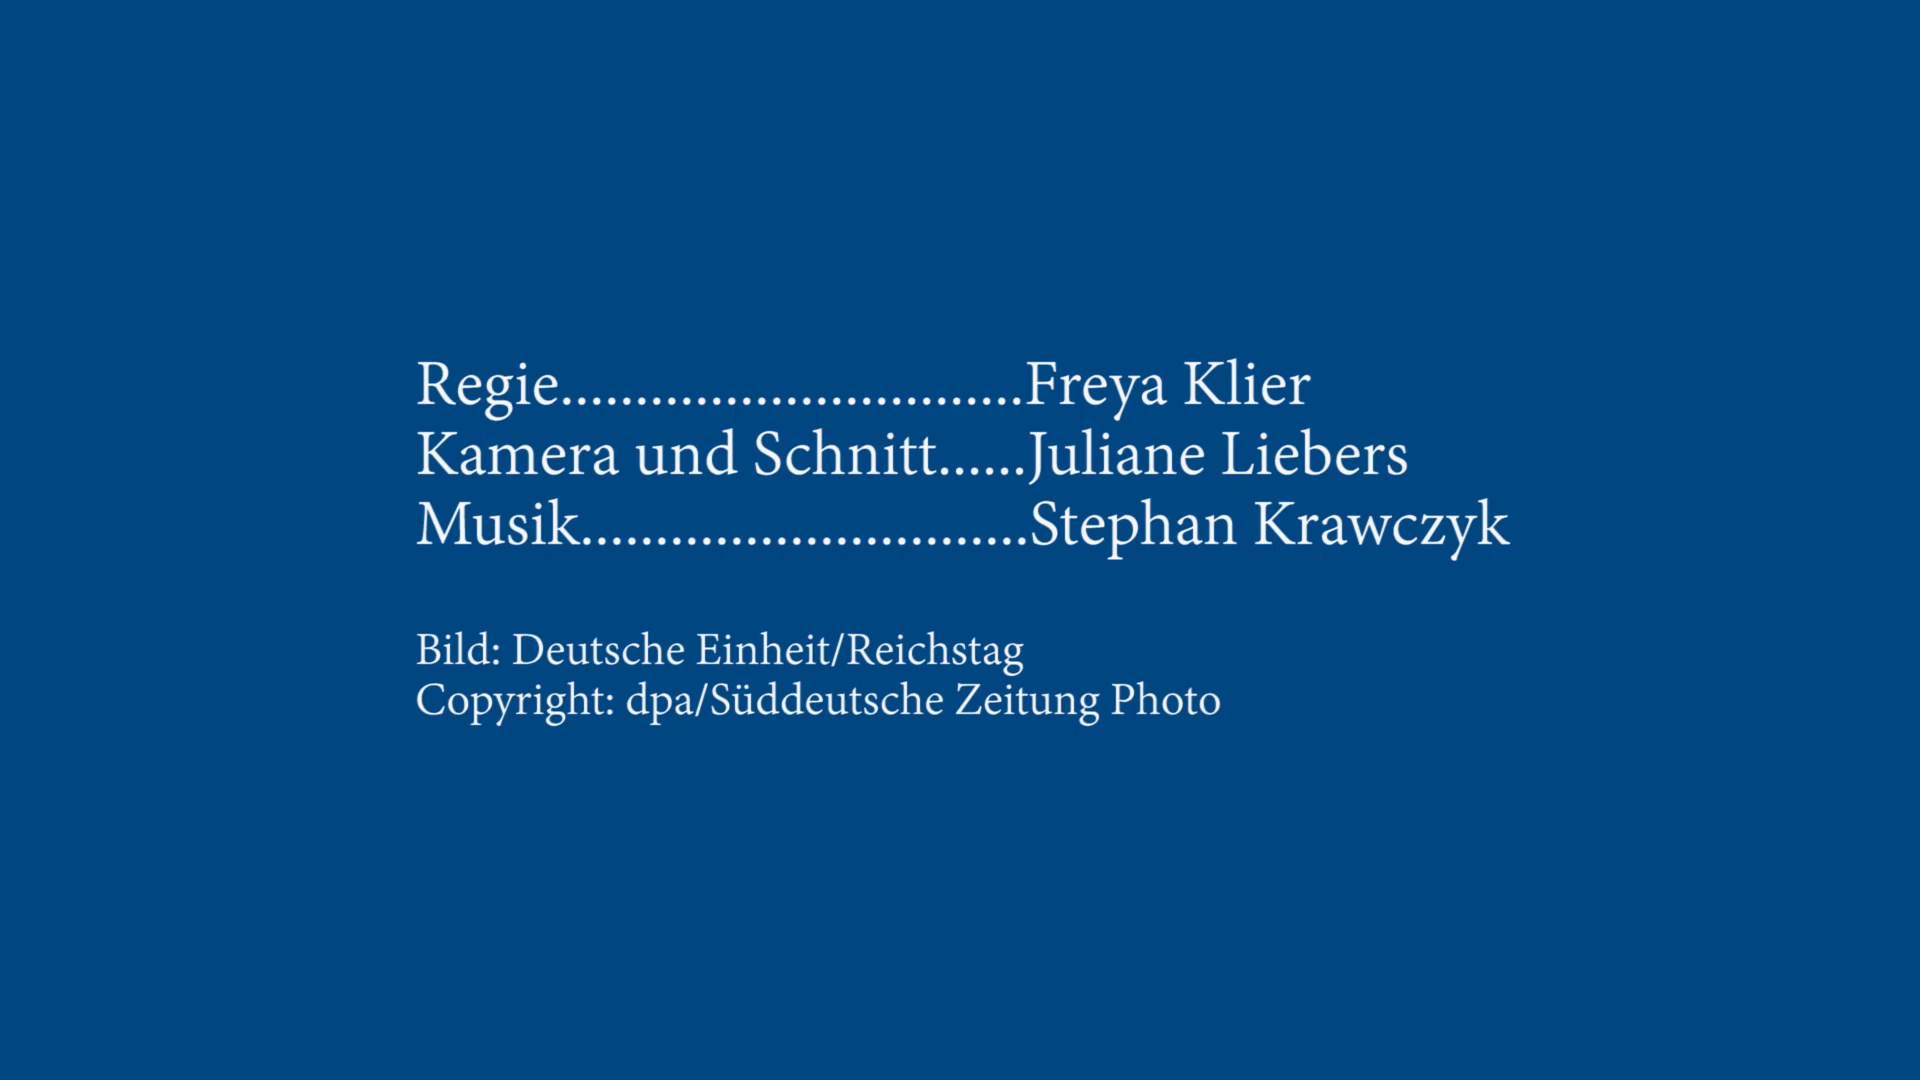 Regie...............................Freya Klier
Kamera und Schnitt......Juliane Liebers
Musik..............................Stephan Krawczyk
Bild: Deutsche Einheit/Reichstag
Copyright: dpa/Süddeutsche Zeitung Photo